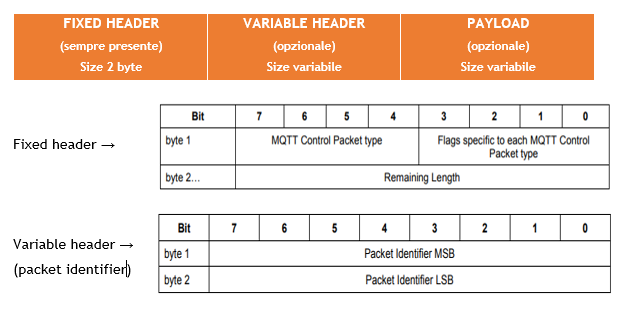 FIXED HEADER
(sempre presente)
Size 2 byte
VARIABLE HEADER
(opzionale)
Size variabile
PAYLOAD
(opzionale)
Size variabile
Fixed header →
Bit 7 6 5 4 3 2 1 0
byte 1 MQTT Control Packet type Flags specific to each MQTT Control
Packet type
byte 2... Remaining Length
Variable header →
(packet identifier)
Bit 7 6 5 4 3 2 1 0
byte 1 Packet Identifier MSB
byte 2 Packet Identifier LSB